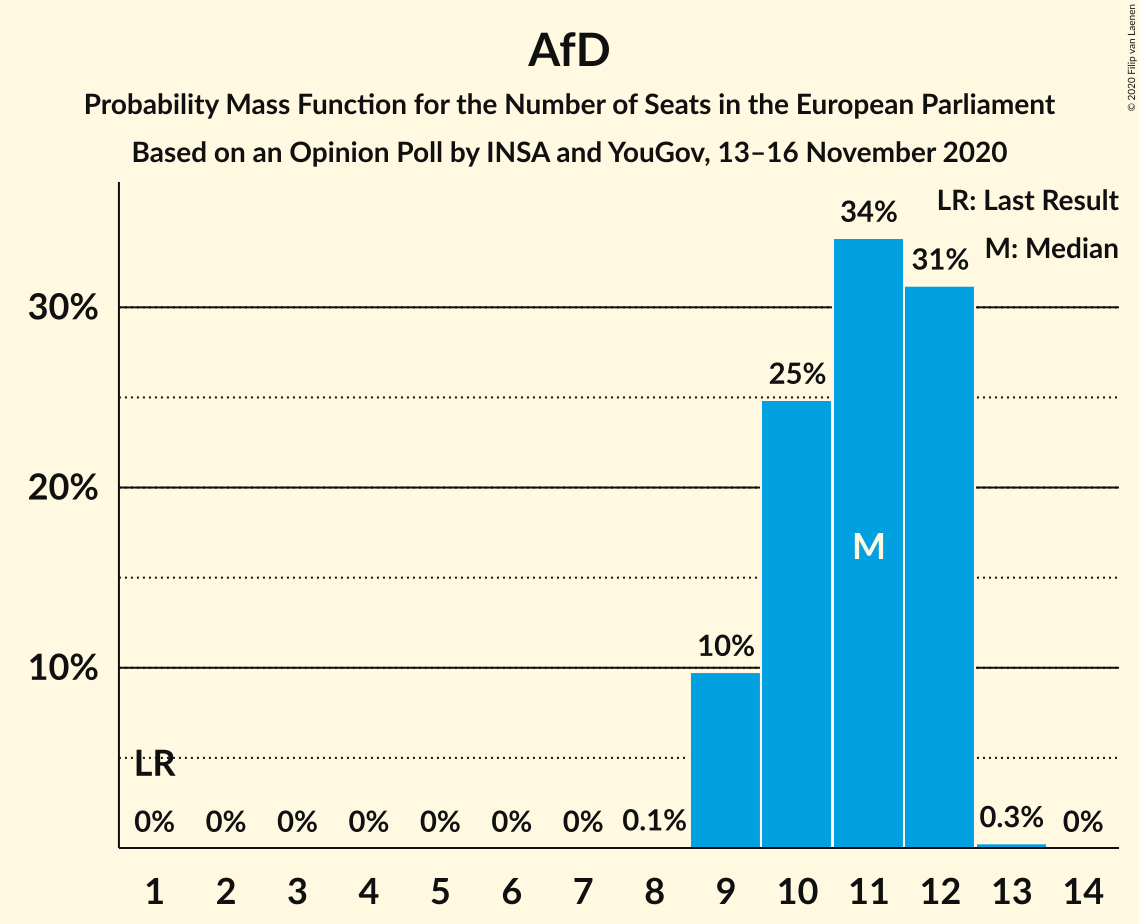 AfD
Probability Mass Function for the Number of Seats in the European Parliament
Based on an Opinion Poll by INSA and YouGov, 13–16 November 2020
© 2020 Filip van Laenen
LR: Last Result
M: Median
34%
31%
30%
25%
20%
M
10%
10%
LR
0% 0% 0% 0% 0% 0% 0% 0.1% 0.3% 0%
1 2 3 4 5 6 7 8 9 10 11 12 13 14